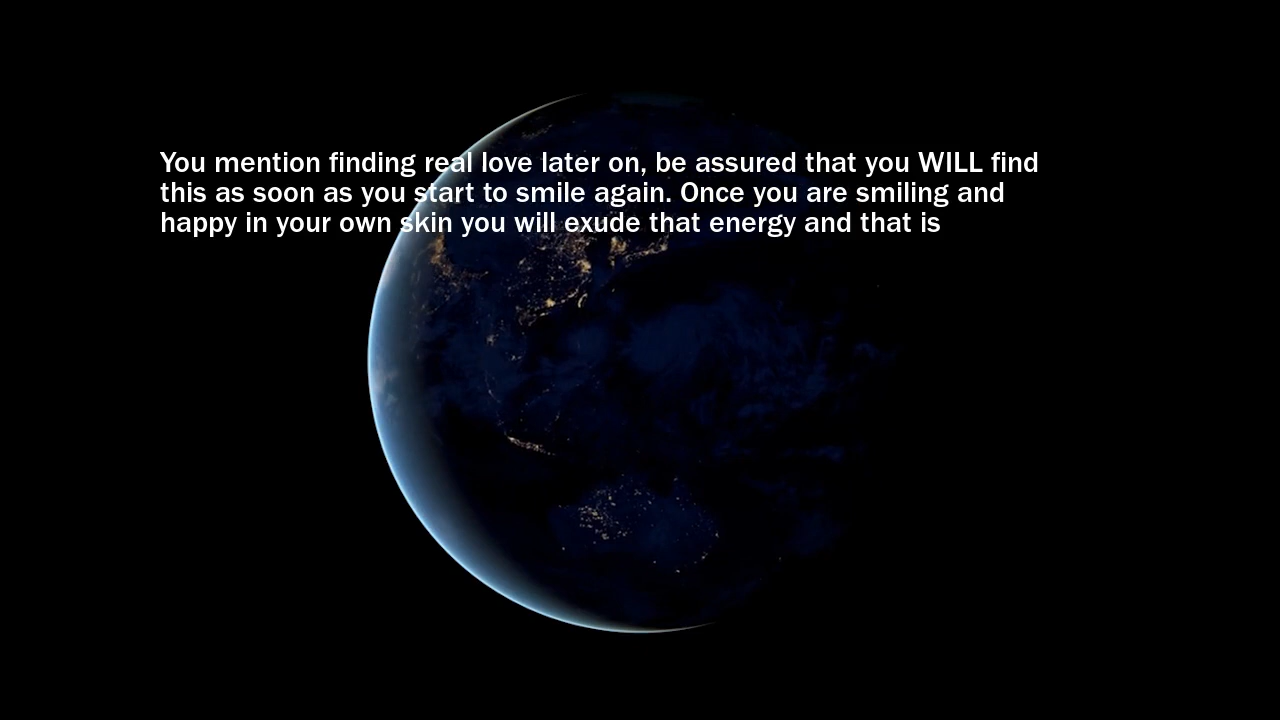 You mention finding real love later on, be assured that you WILL find
this as soon as you start to smile again. Once you are smiling and
happy in your own skin you will exude that energy and that is